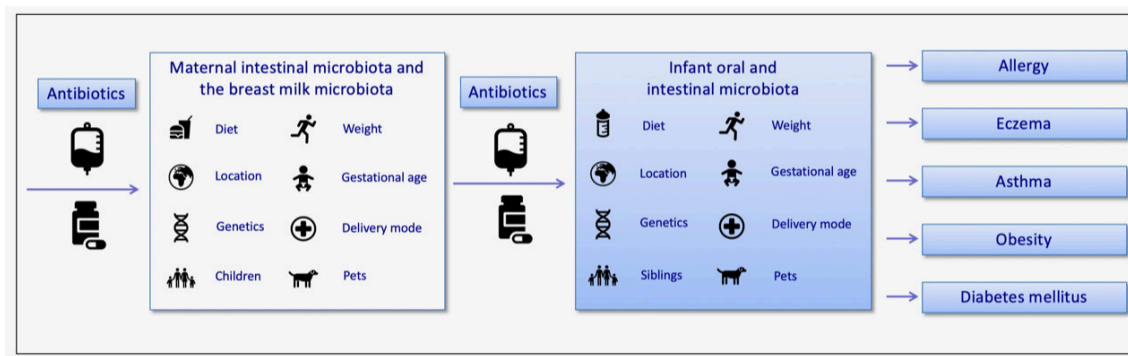 Antibiotics
Maternal intestinal microbiota and
the breast milk microbiota
Diet
Weight
Location
Gestational age
Genetics
Delivery mode
Children
Pets
Antibiotics
Infant oral and
intestinal microbiota
Diet
Weight
Location
Gestational age
Genetics
Delivery mode
Siblings
Pets
Allergy
Eczema
Asthma
Obesity
Diabetes mellitus